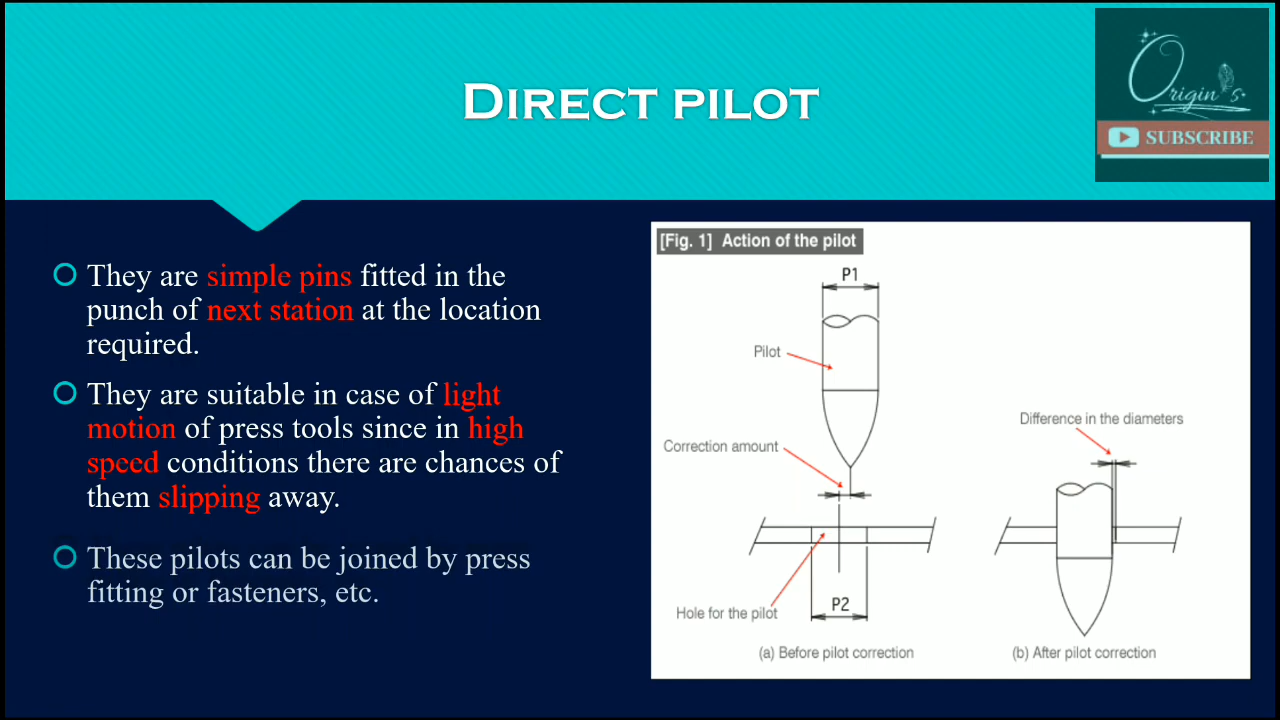 DIRECT PILOT
Origin's
SUBSCRIBE
They are simple pins fitted in the
punch of next station at the location
required.
They are suitable in case of light
motion of press tools since in high
speed conditions there are chances of
them slipping away.
These pilots can be joined by press
fitting or fasteners, etc.
[Fig. 1] Action of the pilot
P1
Pilot
Correction amount
Hole for the pilot
P2
(a) Before pilot correction
Difference in the diameters
(b) After pilot correction